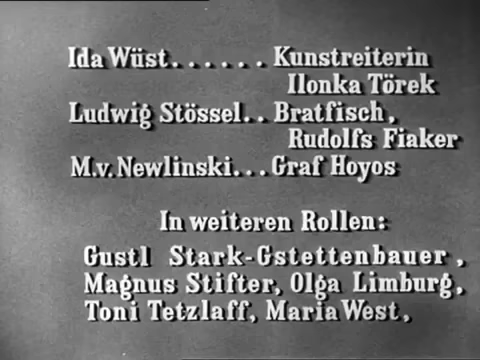 Ida Wüst...... Kunstreiterin
Ilonka Törek
Ludwig Stössel.. Bratfisch,
Rudolfs Fiaker
M.v.Newlinski... Graf Hoyos
In weiteren Rollen:
Gustl Stark-Gstettenbauer,
Magnus Stifter, Olga Limburg,
Toni Tetzlaff, Maria West,